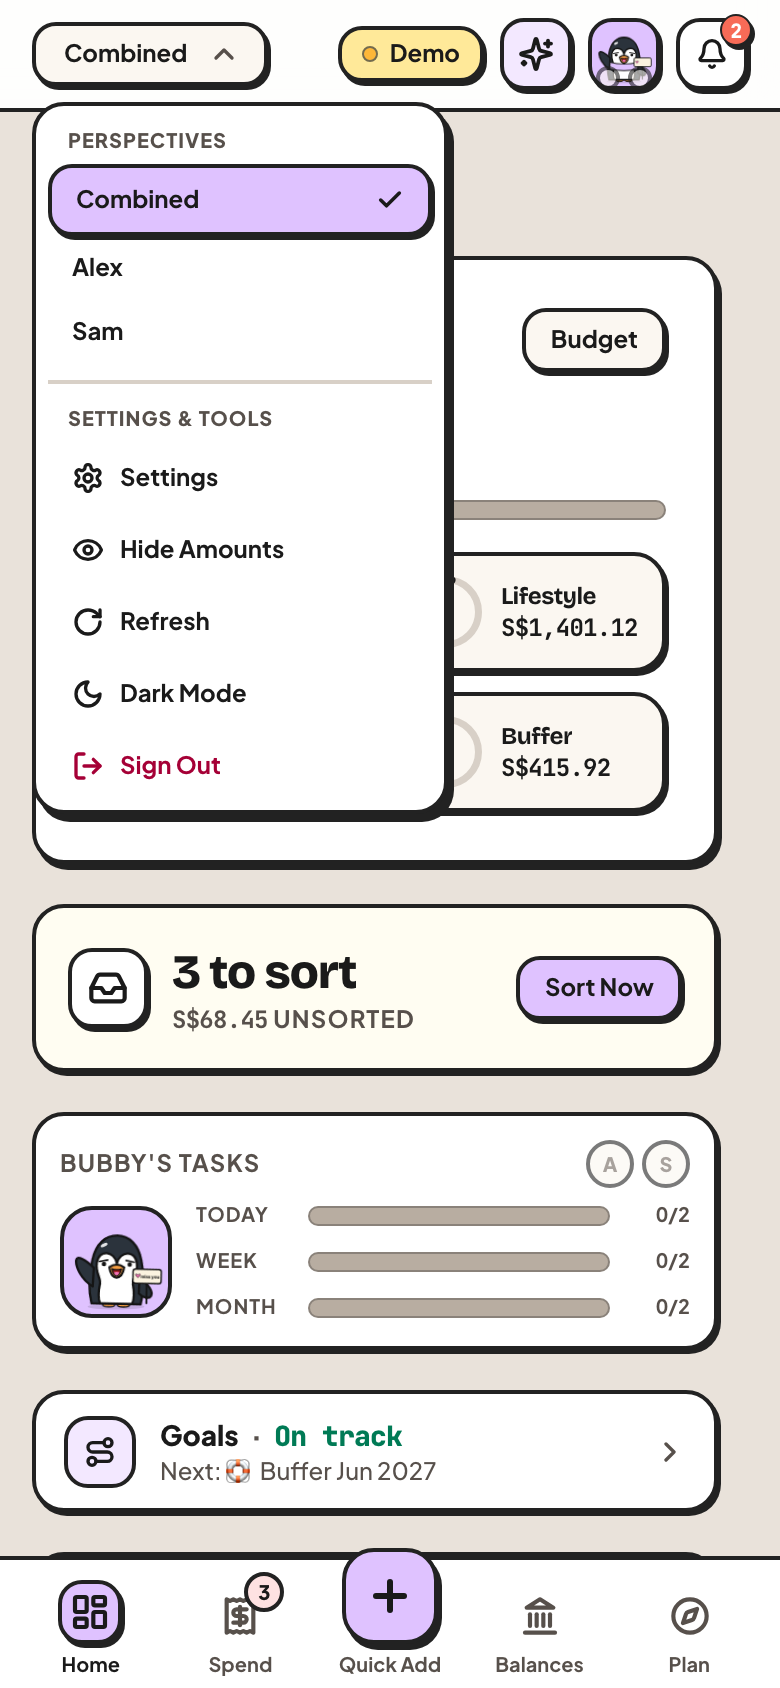 Combined
Demo
2
PERSPECTIVES
Combined
Alex
Sam
SETTINGS & TOOLS
Settings
Hide Amounts
Refresh
Dark Mode
Sign Out
Budget
Lifestyle
S$1,401.12
Buffer
S$415.92
3 to sort
S$68.45 UNSORTED
Sort Now
BUBBY'S TASKS
A S
TODAY 0/2
WEEK 0/2
MONTH 0/2
Goals · On track
Next: 🛟 Buffer Jun 2027
3
Home
Spend
Quick Add
Balances
Plan